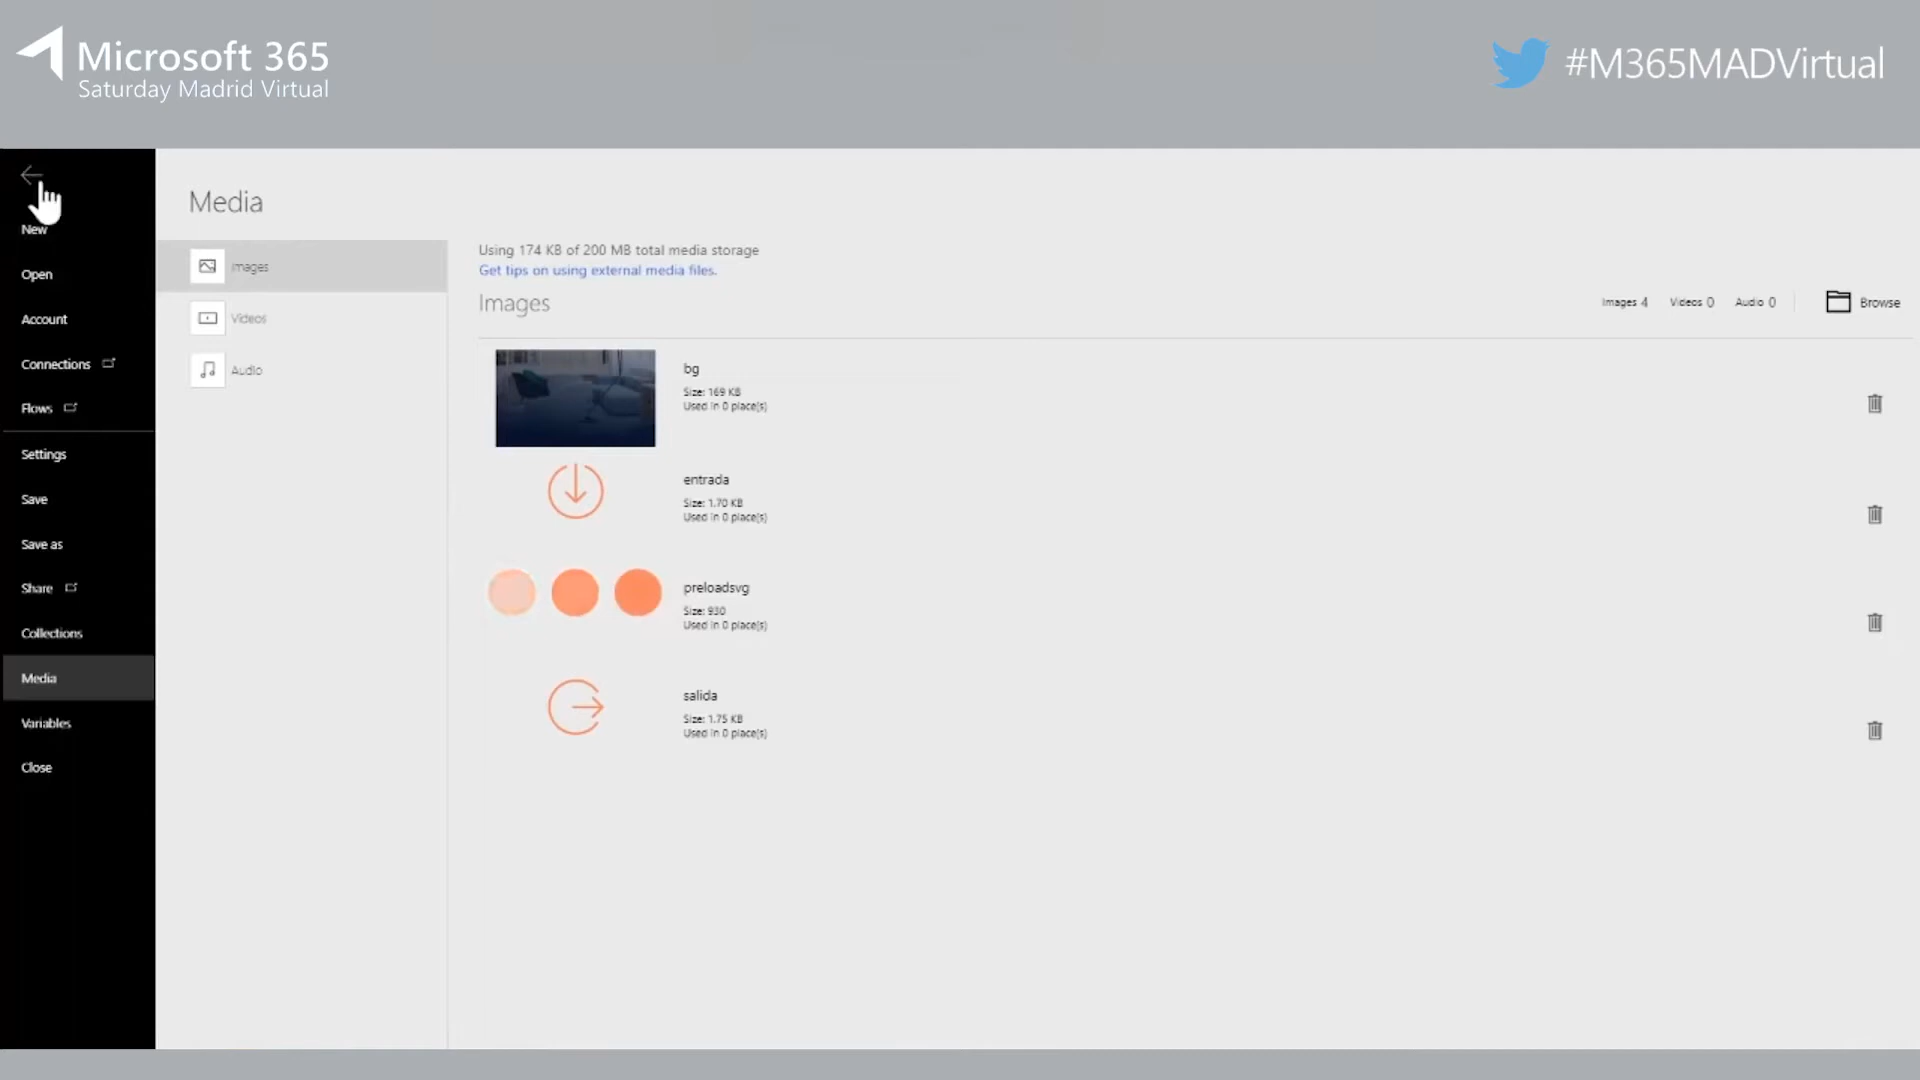 Microsoft 365
Saturday Madrid Virtual
#M365MADVirtual
New
Open
Account
Connections
Flows
Settings
Save
Save as
Share
Collections
Media
Variables
Close
Media
Images
Videos
Audio
Using 174 KB of 200 MB total media storage
Get tips on using external media files.
Images
Images 4 Videos 0 Audio 0 Browse
bg
Size: 169 KB
Used in 0 place(s)
entrada
Size: 1.70 KB
Used in 0 place(s)
preloadsvg
Size: 930
Used in 0 place(s)
salida
Size: 1.75 KB
Used in 0 place(s)